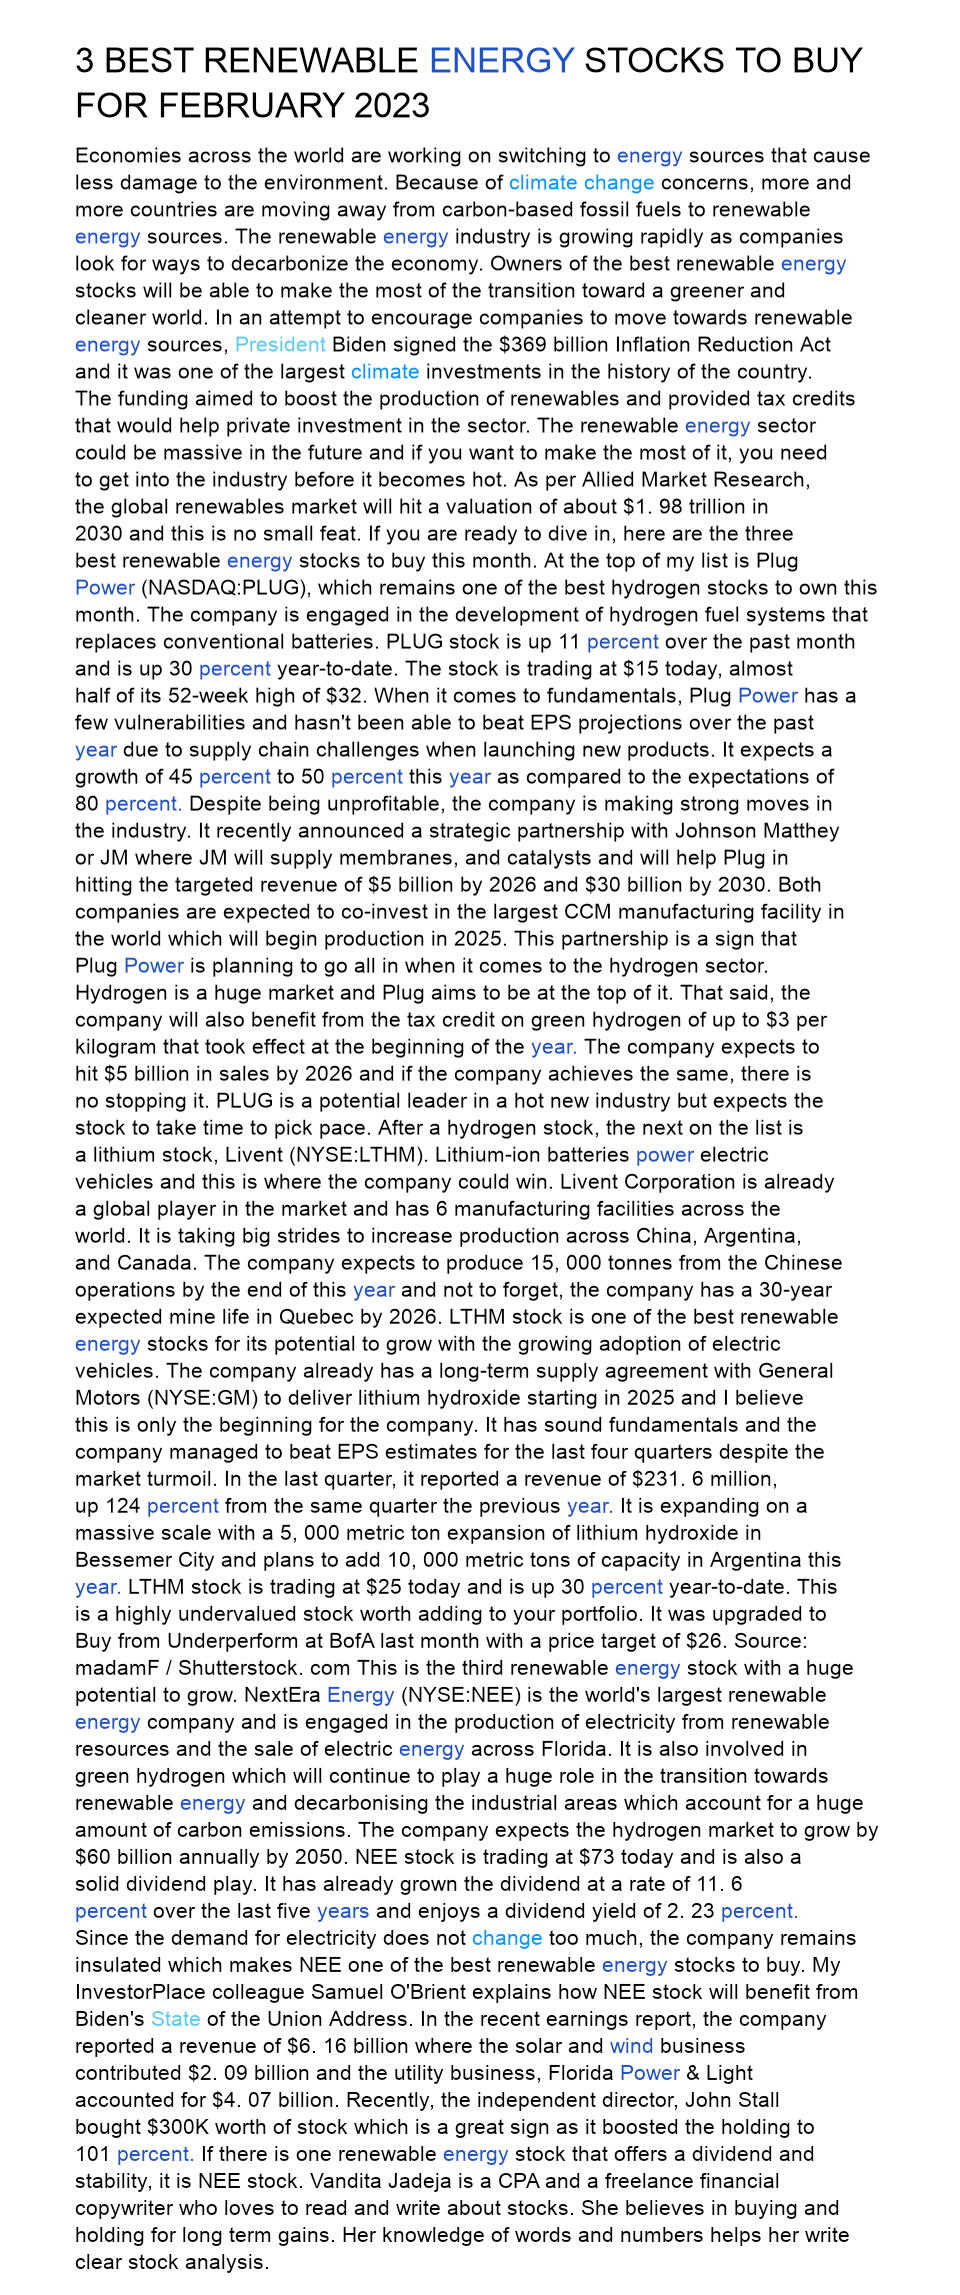 3 BEST RENEWABLE ENERGY STOCKS TO BUY
FOR FEBRUARY 2023
Economies across the world are working on switching to energy sources that cause
less damage to the environment. Because of climate change concerns, more and
more countries are moving away from carbon-based fossil fuels to renewable
energy sources. The renewable energy industry is growing rapidly as companies
look for ways to decarbonize the economy. Owners of the best renewable energy
stocks will be able to make the most of the transition toward a greener and
cleaner world. In an attempt to encourage companies to move towards renewable
energy sources, President Biden signed the $369 billion Inflation Reduction Act
and it was one of the largest climate investments in the history of the country.
The funding aimed to boost the production of renewables and provided tax credits
that would help private investment in the sector. The renewable energy sector
could be massive in the future and if you want to make the most of it, you need
to get into the industry before it becomes hot. As per Allied Market Research,
the global renewables market will hit a valuation of about $1. 98 trillion in
2030 and this is no small feat. If you are ready to dive in, here are the three
best renewable energy stocks to buy this month. At the top of my list is Plug
Power (NASDAQ:PLUG), which remains one of the best hydrogen stocks to own this
month. The company is engaged in the development of hydrogen fuel systems that
replaces conventional batteries. PLUG stock is up 11 percent over the past month
and is up 30 percent year-to-date. The stock is trading at $15 today, almost
half of its 52-week high of $32. When it comes to fundamentals, Plug Power has a
few vulnerabilities and hasn't been able to beat EPS projections over the past
year due to supply chain challenges when launching new products. It expects a
growth of 45 percent to 50 percent this year as compared to the expectations of
80 percent. Despite being unprofitable, the company is making strong moves in
the industry. It recently announced a strategic partnership with Johnson Matthey
or JM where JM will supply membranes, and catalysts and will help Plug in
hitting the targeted revenue of $5 billion by 2026 and $30 billion by 2030. Both
companies are expected to co-invest in the largest CCM manufacturing facility in
the world which will begin production in 2025. This partnership is a sign that
Plug Power is planning to go all in when it comes to the hydrogen sector.
Hydrogen is a huge market and Plug aims to be at the top of it. That said, the
company will also benefit from the tax credit on green hydrogen of up to $3 per
kilogram that took effect at the beginning of the year. The company expects to
hit $5 billion in sales by 2026 and if the company achieves the same, there is
no stopping it. PLUG is a potential leader in a hot new industry but expects the
stock to take time to pick pace. After a hydrogen stock, the next on the list is
a lithium stock, Livent (NYSE:LTHM). Lithium-ion batteries power electric
vehicles and this is where the company could win. Livent Corporation is already
a global player in the market and has 6 manufacturing facilities across the
world. It is taking big strides to increase production across China, Argentina,
and Canada. The company expects to produce 15, 000 tonnes from the Chinese
operations by the end of this year and not to forget, the company has a 30-year
expected mine life in Quebec by 2026. LTHM stock is one of the best renewable
energy stocks for its potential to grow with the growing adoption of electric
vehicles. The company already has a long-term supply agreement with General
Motors (NYSE:GM) to deliver lithium hydroxide starting in 2025 and I believe
this is only the beginning for the company. It has sound fundamentals and the
company managed to beat EPS estimates for the last four quarters despite the
market turmoil. In the last quarter, it reported a revenue of $231. 6 million,
up 124 percent from the same quarter the previous year. It is expanding on a
massive scale with a 5, 000 metric ton expansion of lithium hydroxide in
Bessemer City and plans to add 10, 000 metric tons of capacity in Argentina this
year. LTHM stock is trading at $25 today and is up 30 percent year-to-date. This
is a highly undervalued stock worth adding to your portfolio. It was upgraded to
Buy from Underperform at BofA last month with a price target of $26. Source:
madamF / Shutterstock. com This is the third renewable energy stock with a huge
potential to grow. NextEra Energy (NYSE:NEE) is the world's largest renewable
energy company and is engaged in the production of electricity from renewable
resources and the sale of electric energy across Florida. It is also involved in
green hydrogen which will continue to play a huge role in the transition towards
renewable energy and decarbonising the industrial areas which account for a huge
amount of carbon emissions. The company expects the hydrogen market to grow by
$60 billion annually by 2050. NEE stock is trading at $73 today and is also a
solid dividend play. It has already grown the dividend at a rate of 11. 6
percent over the last five years and enjoys a dividend yield of 2. 23 percent.
Since the demand for electricity does not change too much, the company remains
insulated which makes NEE one of the best renewable energy stocks to buy. My
InvestorPlace colleague Samuel O'Brient explains how NEE stock will benefit from
Biden's State of the Union Address. In the recent earnings report, the company
reported a revenue of $6. 16 billion where the solar and wind business
contributed $2. 09 billion and the utility business, Florida Power & Light
accounted for $4. 07 billion. Recently, the independent director, John Stall
bought $300K worth of stock which is a great sign as it boosted the holding to
101 percent. If there is one renewable energy stock that offers a dividend and
stability, it is NEE stock. Vandita Jadeja is a CPA and a freelance financial
copywriter who loves to read and write about stocks. She believes in buying and
holding for long term gains. Her knowledge of words and numbers helps her write
clear stock analysis.